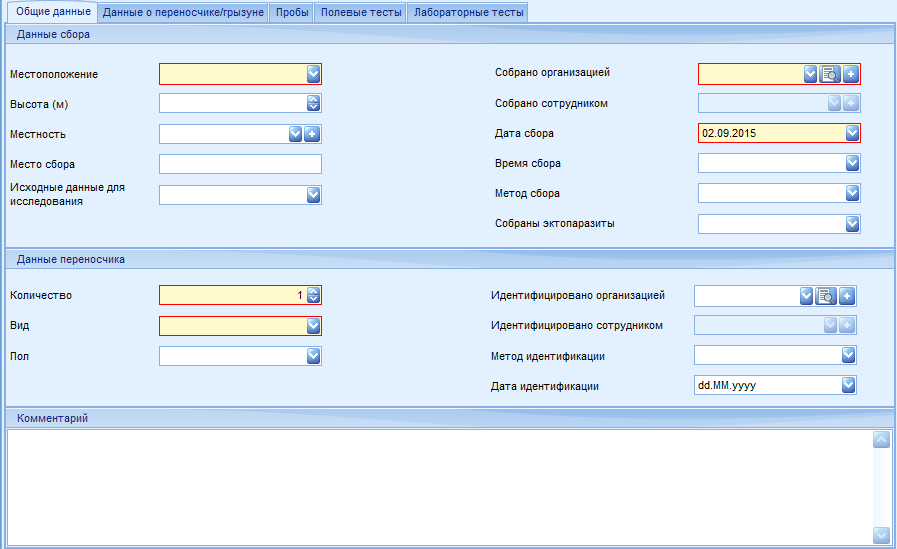 Общие данные
Данные о переносчике/грызуне
Пробы
Полевые тесты
Лабораторные тесты
Данные сбора
Местоположение
Высота (м)
Местность
Место сбора
Исходные данные для
исследования
Собрано организацией
Собрано сотрудником
Дата сбора
02.09.2015
Время сбора
Метод сбора
Собраны эктопаразиты
Данные переносчика
Количество
1
Вид
Пол
Идентифицировано организацией
Идентифицировано сотрудником
Метод идентификации
Дата идентификации
dd.MM.yyyy
Комментарий